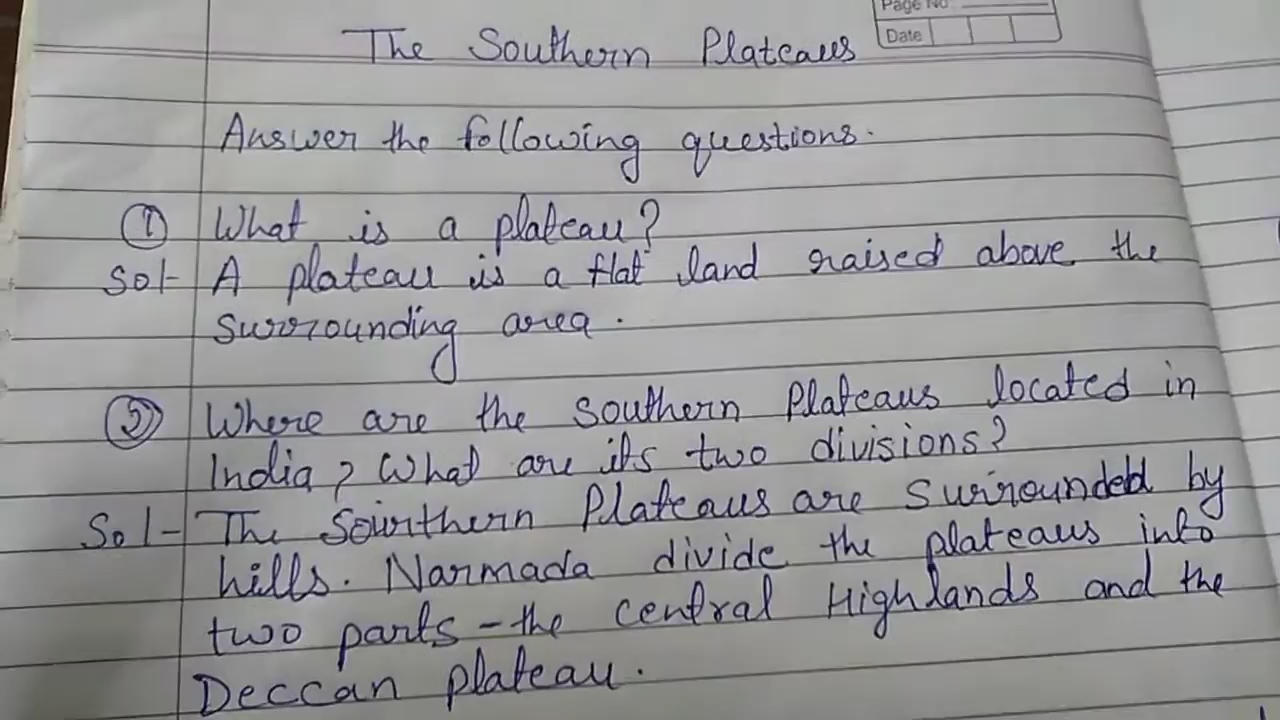 Page No
Date
The Southern Plateaus
Answer the following questions.
① What is a plateau?
Sol- A plateau is a flat land raised above the
surrounding area.
② Where are the southern Plateaus located in
India? What are its two divisions?
Sol- The Sourthern Plateaus are surrounded by
hills. Narmada divide the plateaus into
two parts - the central Highlands and the
Deccan plateau.